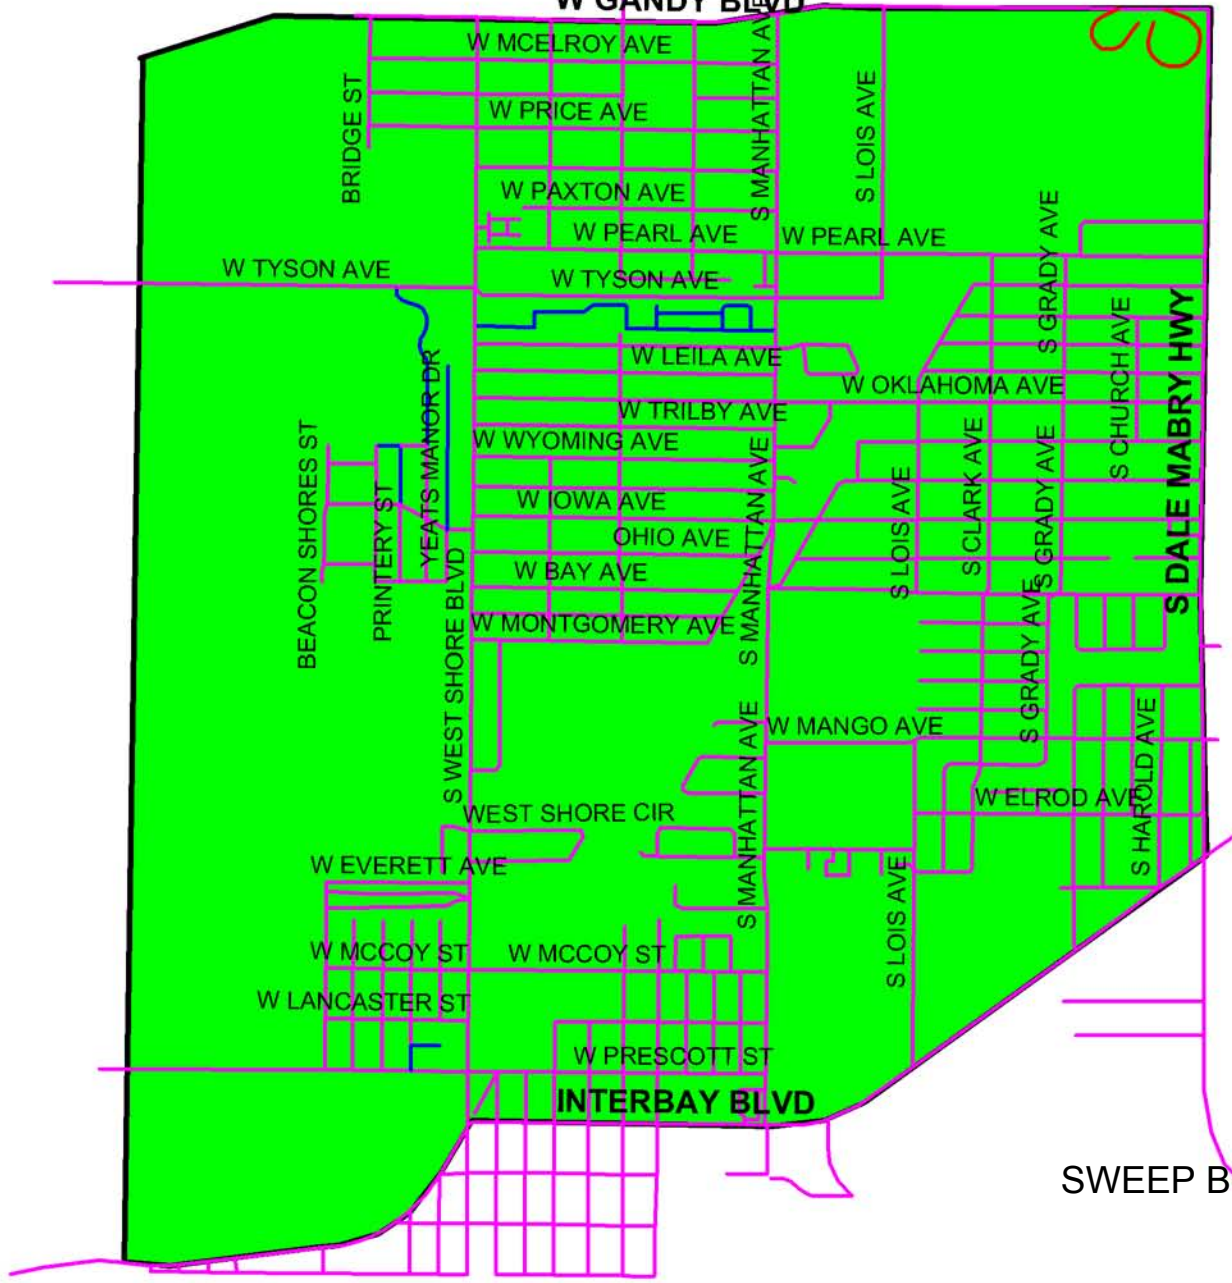 W GANDY BLVD
W MCELROY AVE
BRIDGE ST
W PRICE AVE
S MANHATTAN AVE
S LOIS AVE
W PAXTON AVE
W PEARL AVE
W PEARL AVE
S GRADY AVE
W TYSON AVE
W TYSON AVE
S CHURCH AVE
S DALE MABRY HWY
W LEILA AVE
YEATS MANOR DR
W OKLAHOMA AVE
W TRILBY AVE
W WYOMING AVE
BEACON SHORES ST
PRINTERY ST
S MANHATTAN AVE
W IOWA AVE
S LOIS AVE
S CLARK AVE
S GRADY AVE
OHIO AVE
W BAY AVE
S WEST SHORE BLVD
W MONTGOMERY AVE
S GRADY AVE
W MANGO AVE
S MANHATTAN AVE
S HAROLD AVE
W ELROD AVE
WEST SHORE CIR
W EVERETT AVE
S LOIS AVE
W MCCOY ST
W MCCOY ST
W LANCASTER ST
W PRESCOTT ST
INTERBAY BLVD
SWEEP B